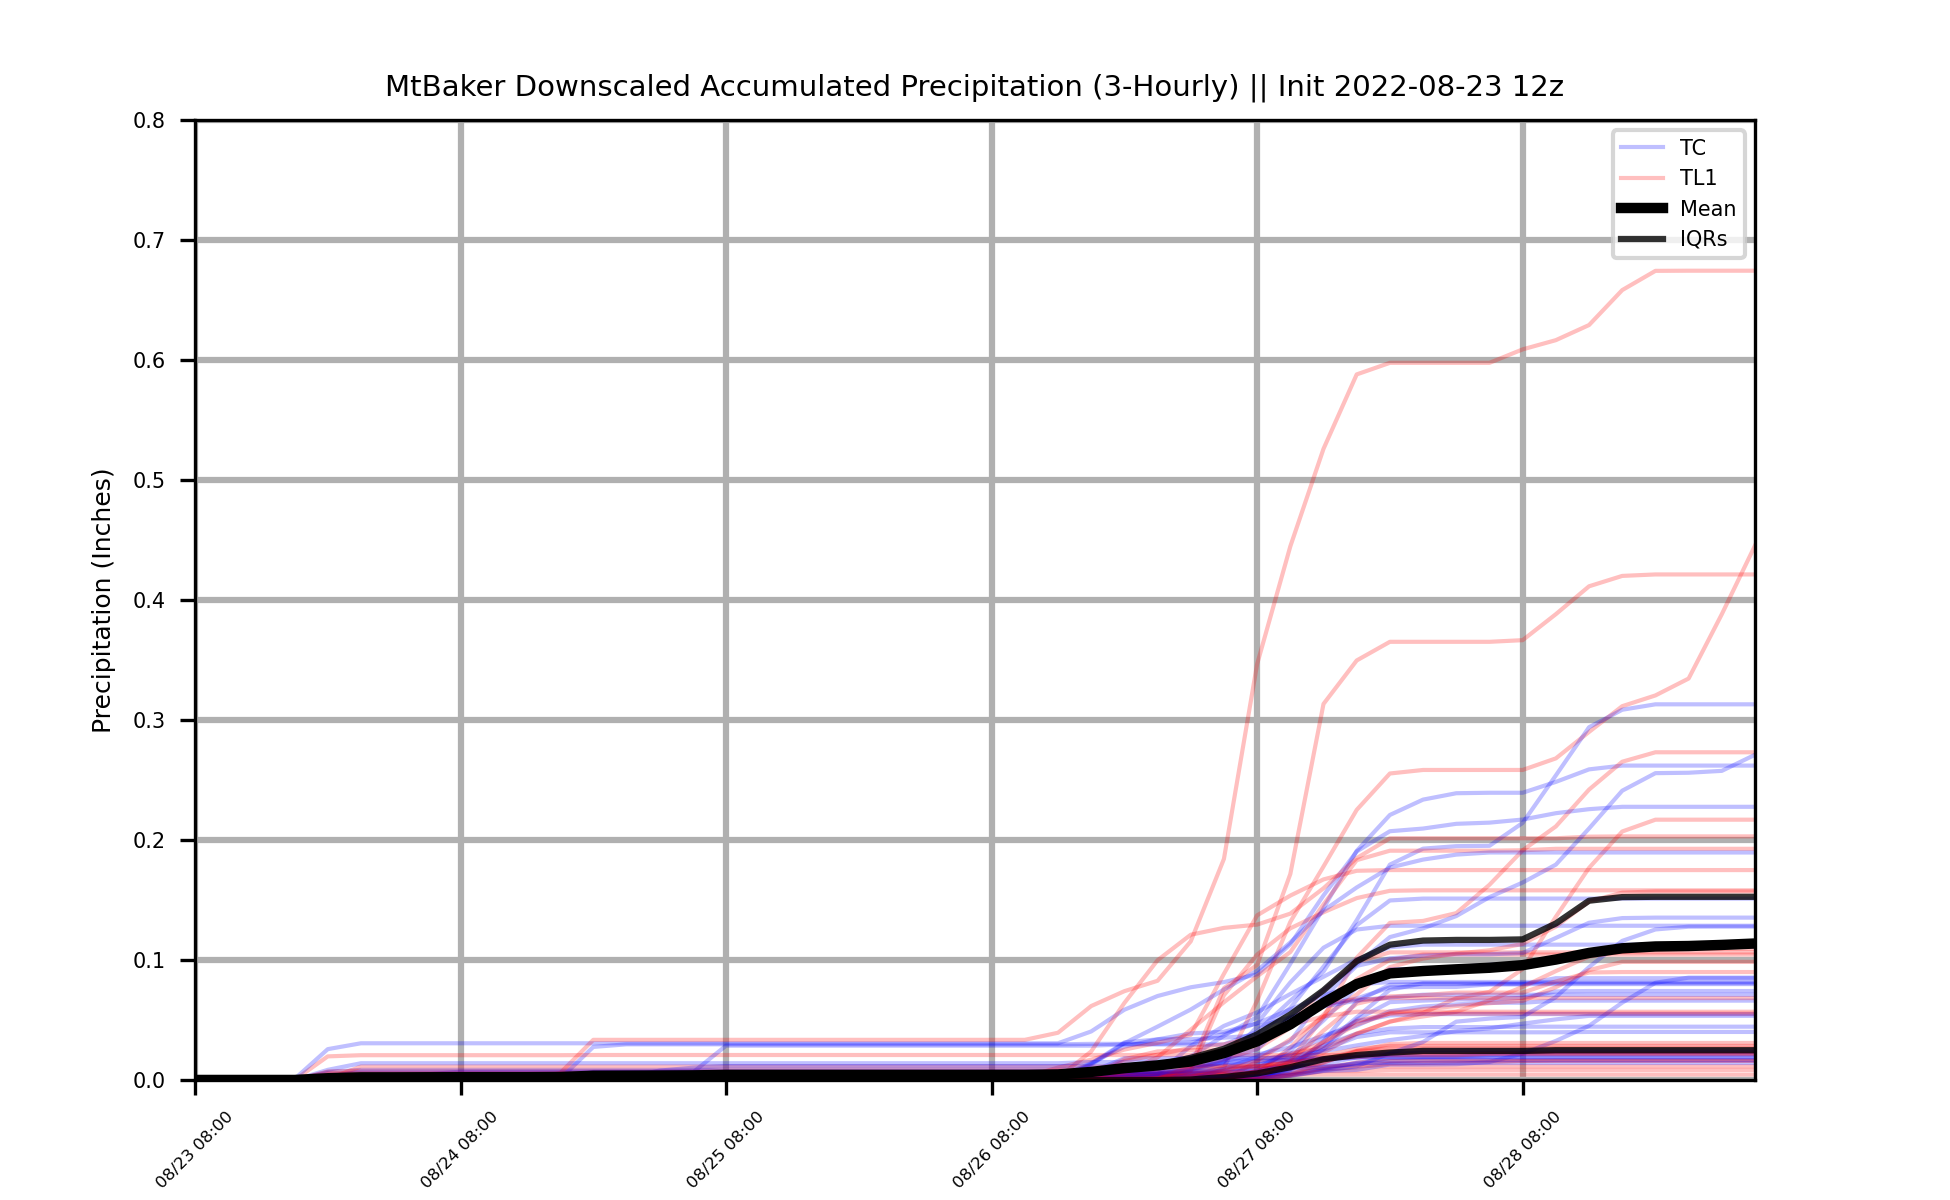 MtBaker Downscaled Accumulated Precipitation (3-Hourly) || Init 2022-08-23 12z
Precipitation (Inches)
0.8
0.7
0.6
0.5
0.4
0.3
0.2
0.1
0.0
TC
TL1
Mean
IQRs
08/23 08:00
08/24 08:00
08/25 08:00
08/26 08:00
08/27 08:00
08/28 08:00